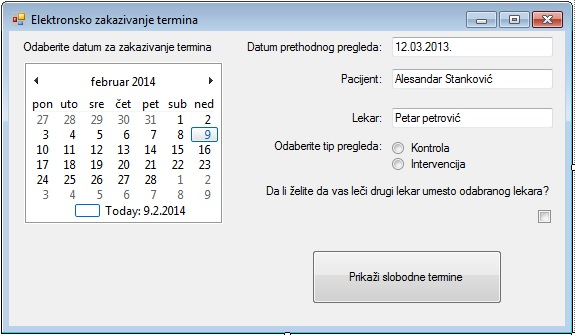 Elektronsko zakazivanje termina
Odaberite datum za zakazivanje termina
februar 2014
pon uto sre čet pet sub ned
27 28 29 30 31 1 2
3 4 5 6 7 8 9
10 11 12 13 14 15 16
17 18 19 20 21 22 23
24 25 26 27 28 1 2
3 4 5 6 7 8 9
Today: 9.2.2014
Datum prethodnog pregleda: 12.03.2013.
Pacijent: Alesandar Stanković
Lekar: Petar petrović
Odaberite tip pregleda: Kontrola
Intervencija
Da li želite da vas leči drugi lekar umesto odabranog lekara?
Prikaži slobodne termine